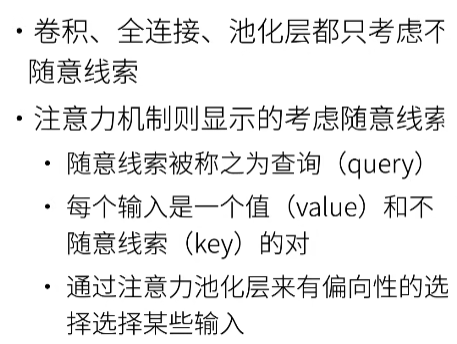 • 卷积、全连接、池化层都只考虑不
随意线索
• 注意力机制则显示的考虑随意线索
• 随意线索被称之为查询（query）
• 每个输入是一个值（value）和不
随意线索（key）的对
• 通过注意力池化层来有偏向性的选
择选择某些输入